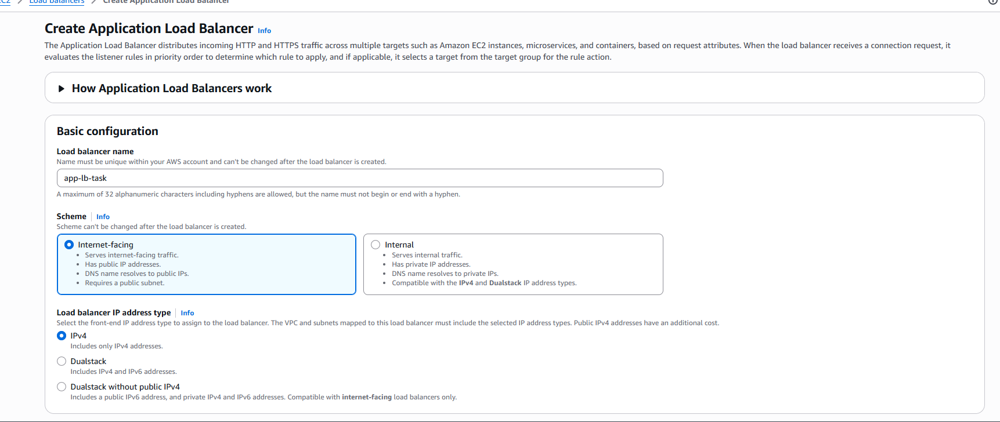 EC2 > Load balancers > Create Application Load Balancer
Create Application Load Balancer Info
The Application Load Balancer distributes incoming HTTP and HTTPS traffic across multiple targets such as Amazon EC2 instances, microservices, and containers, based on request attributes. When the load balancer receives a connection request, it
evaluates the listener rules in priority order to determine which rule to apply, and if applicable, it selects a target from the target group for the rule action.
How Application Load Balancers work
Basic configuration
Load balancer name
Name must be unique within your AWS account and can't be changed after the load balancer is created.
app-lb-task
A maximum of 32 alphanumeric characters including hyphens are allowed, but the name must not begin or end with a hyphen.
Scheme Info
Scheme can't be changed after the load balancer is created.
Internet-facing
• Serves internet-facing traffic.
• Has public IP addresses.
• DNS name resolves to public IPs.
• Requires a public subnet.
Internal
• Serves internal traffic.
• Has private IP addresses.
• DNS name resolves to private IPs.
• Compatible with the IPv4 and Dualstack IP address types.
Load balancer IP address type Info
Select the front-end IP address type to assign to the load balancer. The VPC and subnets mapped to this load balancer must include the selected IP address types. Public IPv4 addresses have an additional cost.
IPv4
Includes only IPv4 addresses.
Dualstack
Includes IPv4 and IPv6 addresses.
Dualstack without public IPv4
Includes a public IPv6 address, and private IPv4 and IPv6 addresses. Compatible with internet-facing load balancers only.